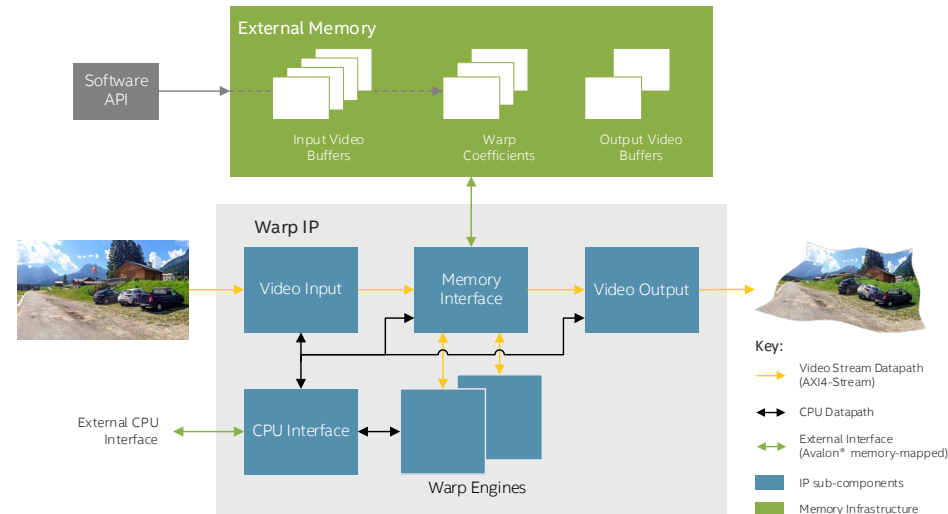 External Memory
Software
API
Input Video
Buffers
Warp
Coefficients
Output Video
Buffers
Warp IP
Video Input
Memory
Interface
Video Output
Key:
Video Stream Datapath
(AXI4-Stream)
CPU Datapath
External CPU
Interface
CPU Interface
External Interface
(Avalon® memory-mapped)
IP sub-components
Warp Engines
Memory Infrastructure